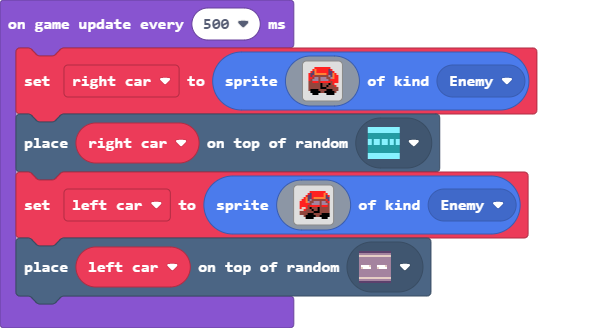 on game update every 500 ms
set right car to sprite of kind Enemy
place right car on top of random
set left car to sprite of kind Enemy
place left car on top of random